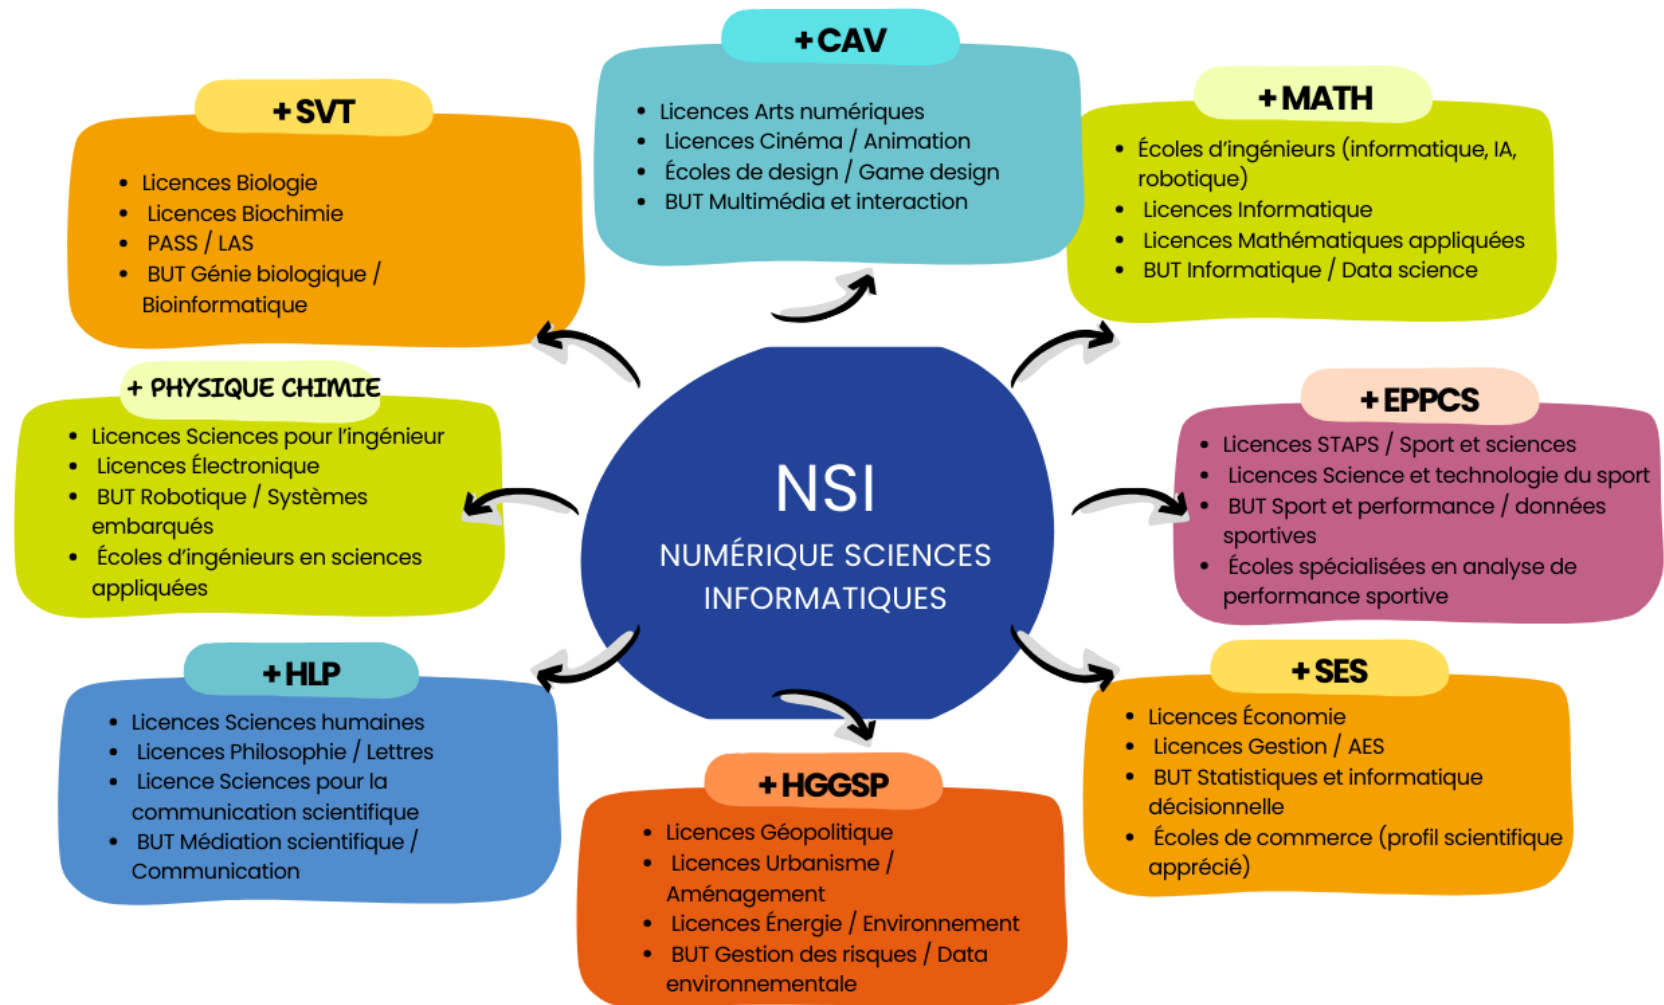 + CAV
• Licences Arts numériques
• Licences Cinéma / Animation
• Écoles de design / Game design
• BUT Multimédia et interaction
+ SVT
• Licences Biologie
• Licences Biochimie
• PASS / LAS
• BUT Génie biologique /
Bioinformatique
+ MATH
• Écoles d’ingénieurs (informatique, IA,
robotique)
• Licences Informatique
• Licences Mathématiques appliquées
• BUT Informatique / Data science
+ PHYSIQUE CHIMIE
• Licences Sciences pour l’ingénieur
• Licences Électronique
• BUT Robotique / Systèmes
embarqués
• Écoles d’ingénieurs en sciences
appliquées
NSI
NUMÉRIQUE SCIENCES
INFORMATIQUES
+ EPPCS
• Licences STAPS / Sport et sciences
• Licences Science et technologie du sport
• BUT Sport et performance / données
sportives
• Écoles spécialisées en analyse de
performance sportive
+ HLP
• Licences Sciences humaines
• Licences Philosophie / Lettres
• Licence Sciences pour la
communication scientifique
• BUT Médiation scientifique /
Communication
+ HGGSP
• Licences Géopolitique
• Licences Urbanisme /
Aménagement
• Licences Énergie / Environnement
• BUT Gestion des risques / Data
environnementale
+ SES
• Licences Économie
• Licences Gestion / AES
• BUT Statistiques et informatique
décisionnelle
• Écoles de commerce (profil scientifique
apprécié)